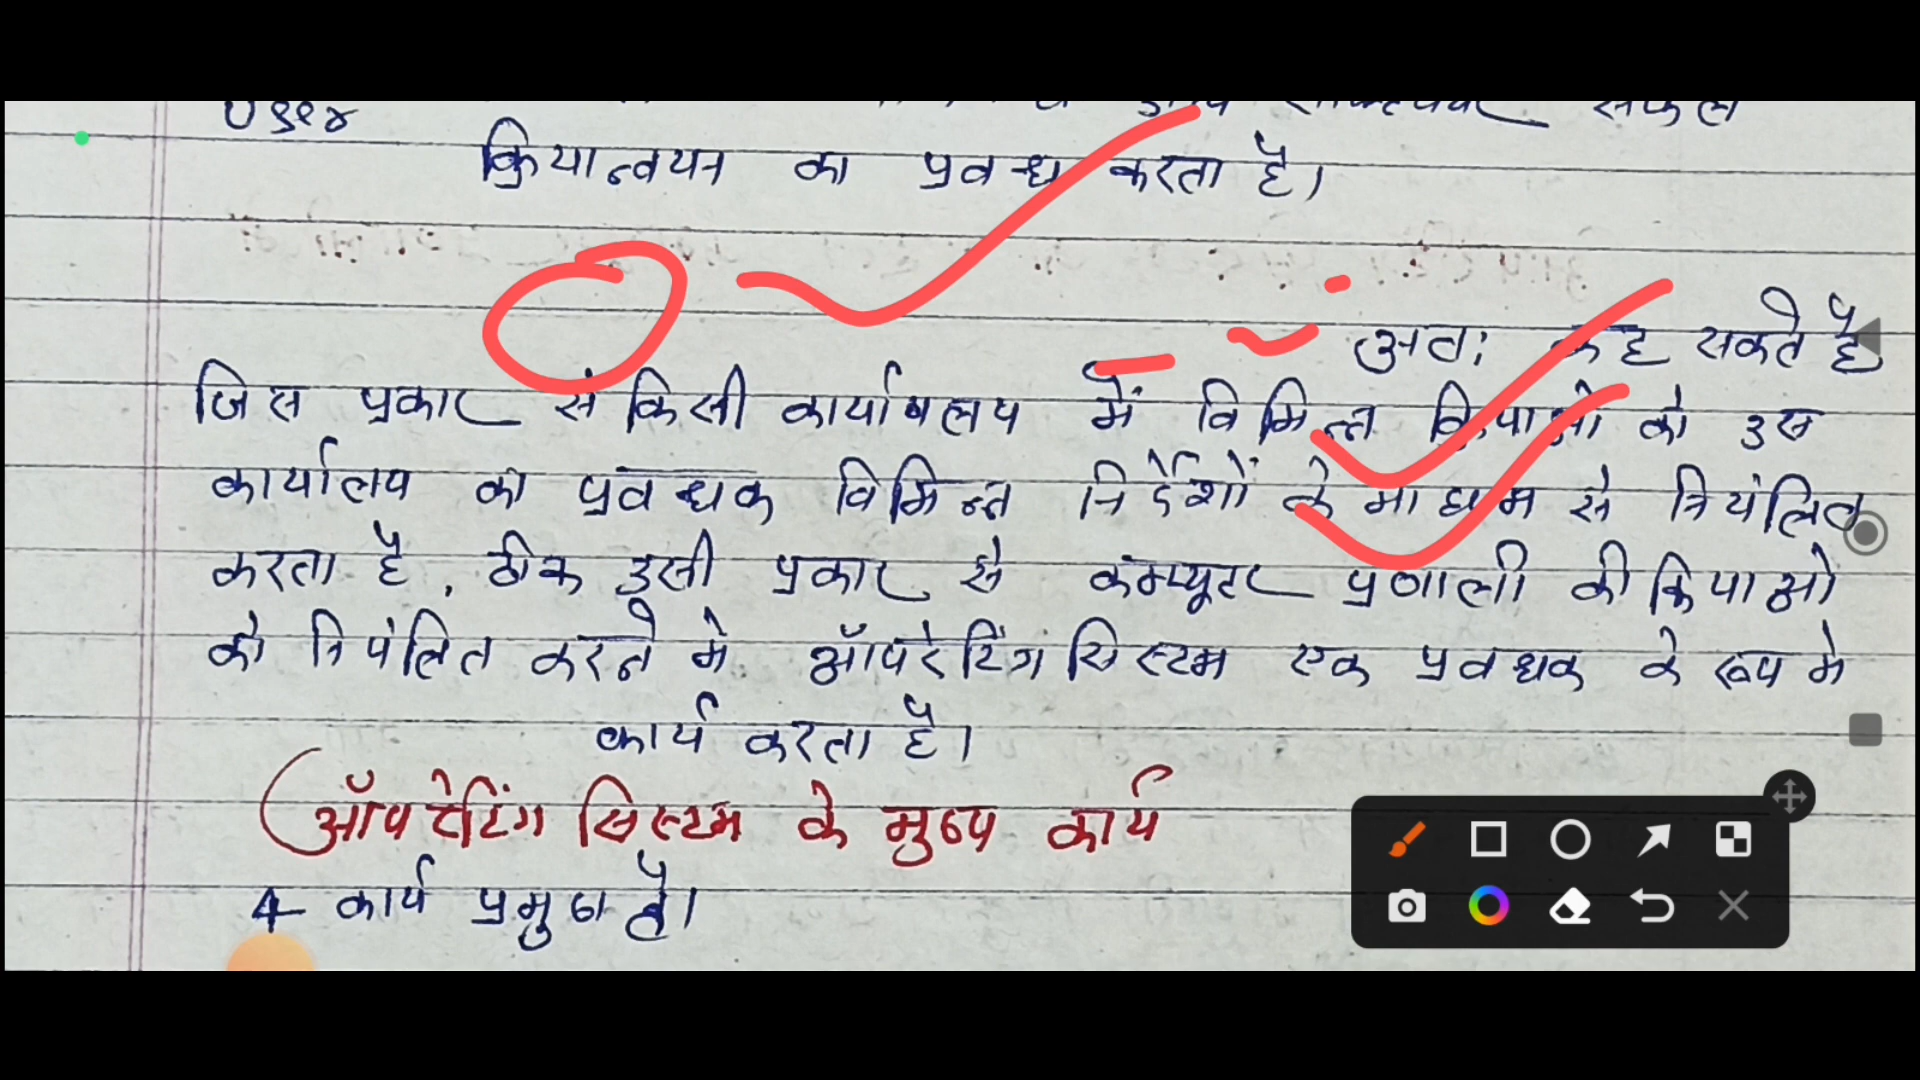 सफल
क्रियान्वयन का प्रबन्ध करता है।
अतः कह सकते है
जिस प्रकार से किसी कार्यालय में विभिन्न क्रियाओ को उस
कार्यालय का प्रबन्धक विभिन्न निर्देशों के माध्यम से नियंत्रित
करता है, ठीक उसी प्रकार से कम्प्यूटर प्रणाली की क्रियाओ
को नियंत्रित करने मे ऑपरेटिंग सिस्टम एक प्रबन्धक के रूप मे
कार्य करता है।
ऑपरेटिंग सिस्टम के मुख्य कार्य
4 कार्य प्रमुख है।